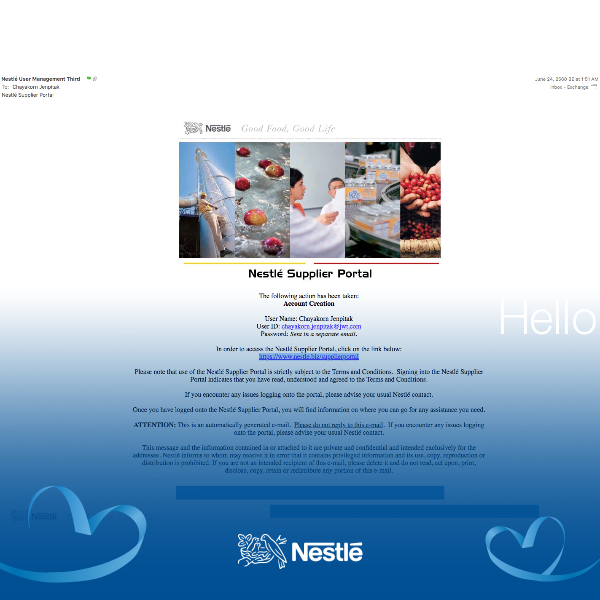 Nestlé User Management Third
June 24, 2560 BE at 1:51 AM
To: Chayakorn Jenpitak
Inbox - Exchange
Nestlé Supplier Portal
Nestlé Good Food, Good Life
Nestlé Supplier Portal
The following action has been taken:
Account Creation
User Name: Chayakorn Jenpitak
User ID: chayakorn.jenpitak@jwt.com
Password: Sent in a separate email.
Hello
In order to access the Nestlé Supplier Portal, click on the link below:
https://www.nestle.biz/supplierportal
Please note that use of the Nestlé Supplier Portal is strictly subject to the Terms and Conditions. Signing into the Nestlé Supplier
Portal indicates that you have read, understood and agreed to the Terms and Conditions.
If you encounter any issues logging onto the portal, please advise your usual Nestlé contact.
Once you have logged onto the Nestlé Supplier Portal, you will find information on where you can go for any assistance you need.
ATTENTION: This is an automatically generated e-mail. Please do not reply to this e-mail. If you encounter any issues logging
onto the portal, please advise your usual Nestlé contact.
This message and the information contained in or attached to it are private and confidential and intended exclusively for the
addressee. Nestlé informs to whom may receive it in error that it contains privileged information and its use, copy, reproduction or
distribution is prohibited. If you are not an intended recipient of this e-mail, please delete it and do not read, act upon, print,
disclose, copy, retain or redistribute any portion of this e-mail.
Nestlé
Nestlé